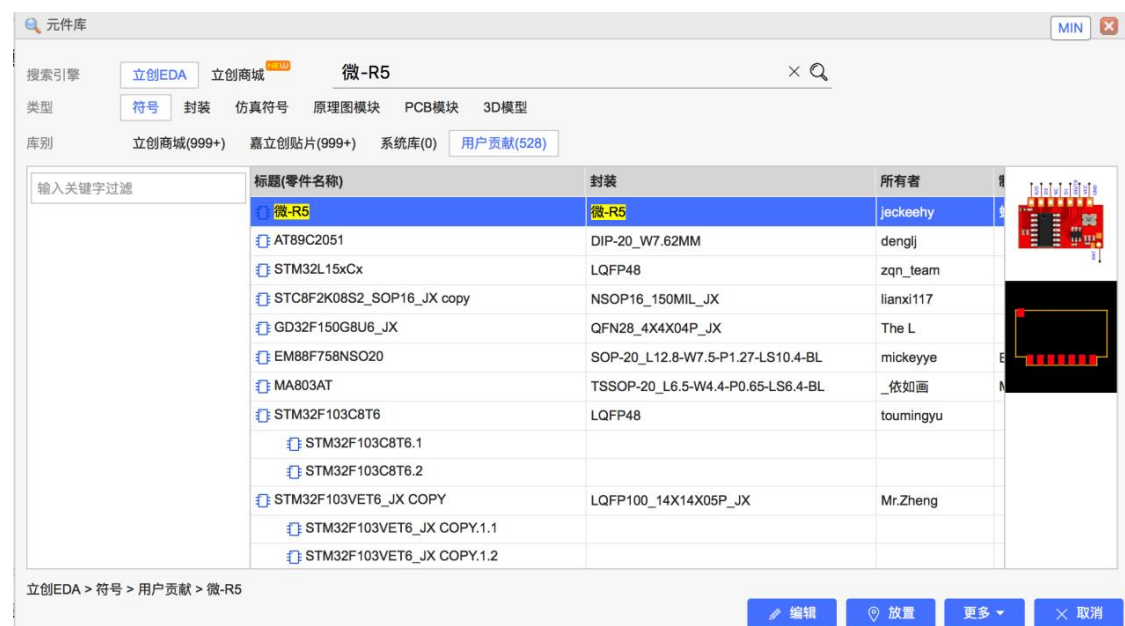 元件库 MIN
搜索引擎 立创EDA 立创商城 NEW 微-R5
类型 符号 封装 仿真符号 原理图模块 PCB模块 3D模型
库别 立创商城(999+) 嘉立创贴片(999+) 系统库(0) 用户贡献(528)
输入关键字过滤
标题(零件名称) 封装 所有者
微-R5 微-R5 jeckeehy
AT89C2051 DIP-20_W7.62MM denglj
STM32L15xCx LQFP48 zqn_team
STC8F2K08S2_SOP16_JX copy NSOP16_150MIL_JX lianxi117
GD32F150G8U6_JX QFN28_4X4X04P_JX The L
EM88F758NSO20 SOP-20_L12.8-W7.5-P1.27-LS10.4-BL mickeyye
MA803AT TSSOP-20_L6.5-W4.4-P0.65-LS6.4-BL _依如画
STM32F103C8T6 LQFP48 toumingyu
STM32F103C8T6.1
STM32F103C8T6.2
STM32F103VET6_JX COPY LQFP100_14X14X05P_JX Mr.Zheng
STM32F103VET6_JX COPY.1.1
STM32F103VET6_JX COPY.1.2
立创EDA > 符号 > 用户贡献 > 微-R5
编辑 放置 更多 取消